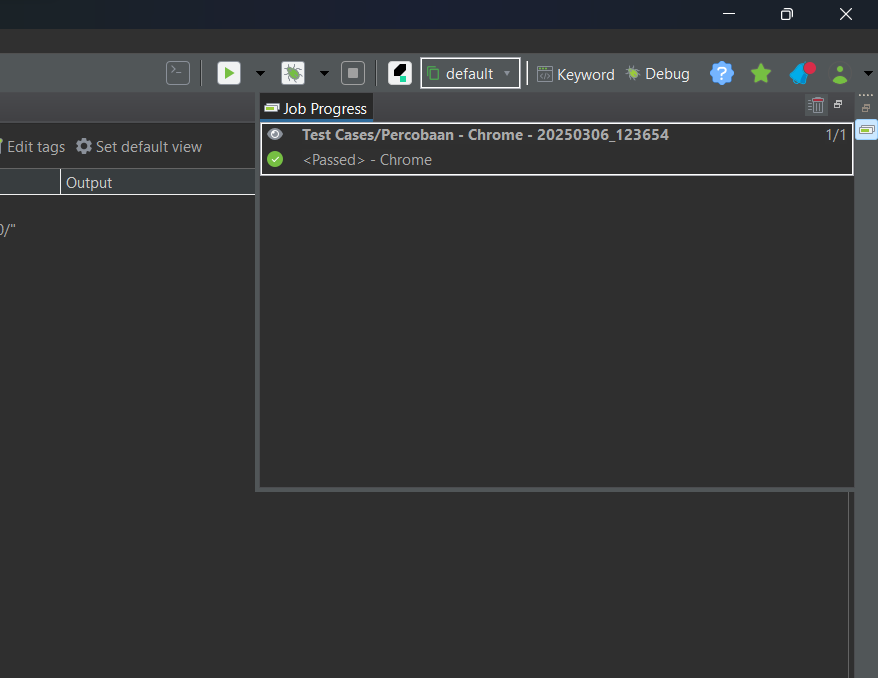 default
Keyword
Debug
Job Progress
Test Cases/Percobaan - Chrome - 20250306_123654
1/1
<Passed> - Chrome
Edit tags
Set default view
Output
0/"